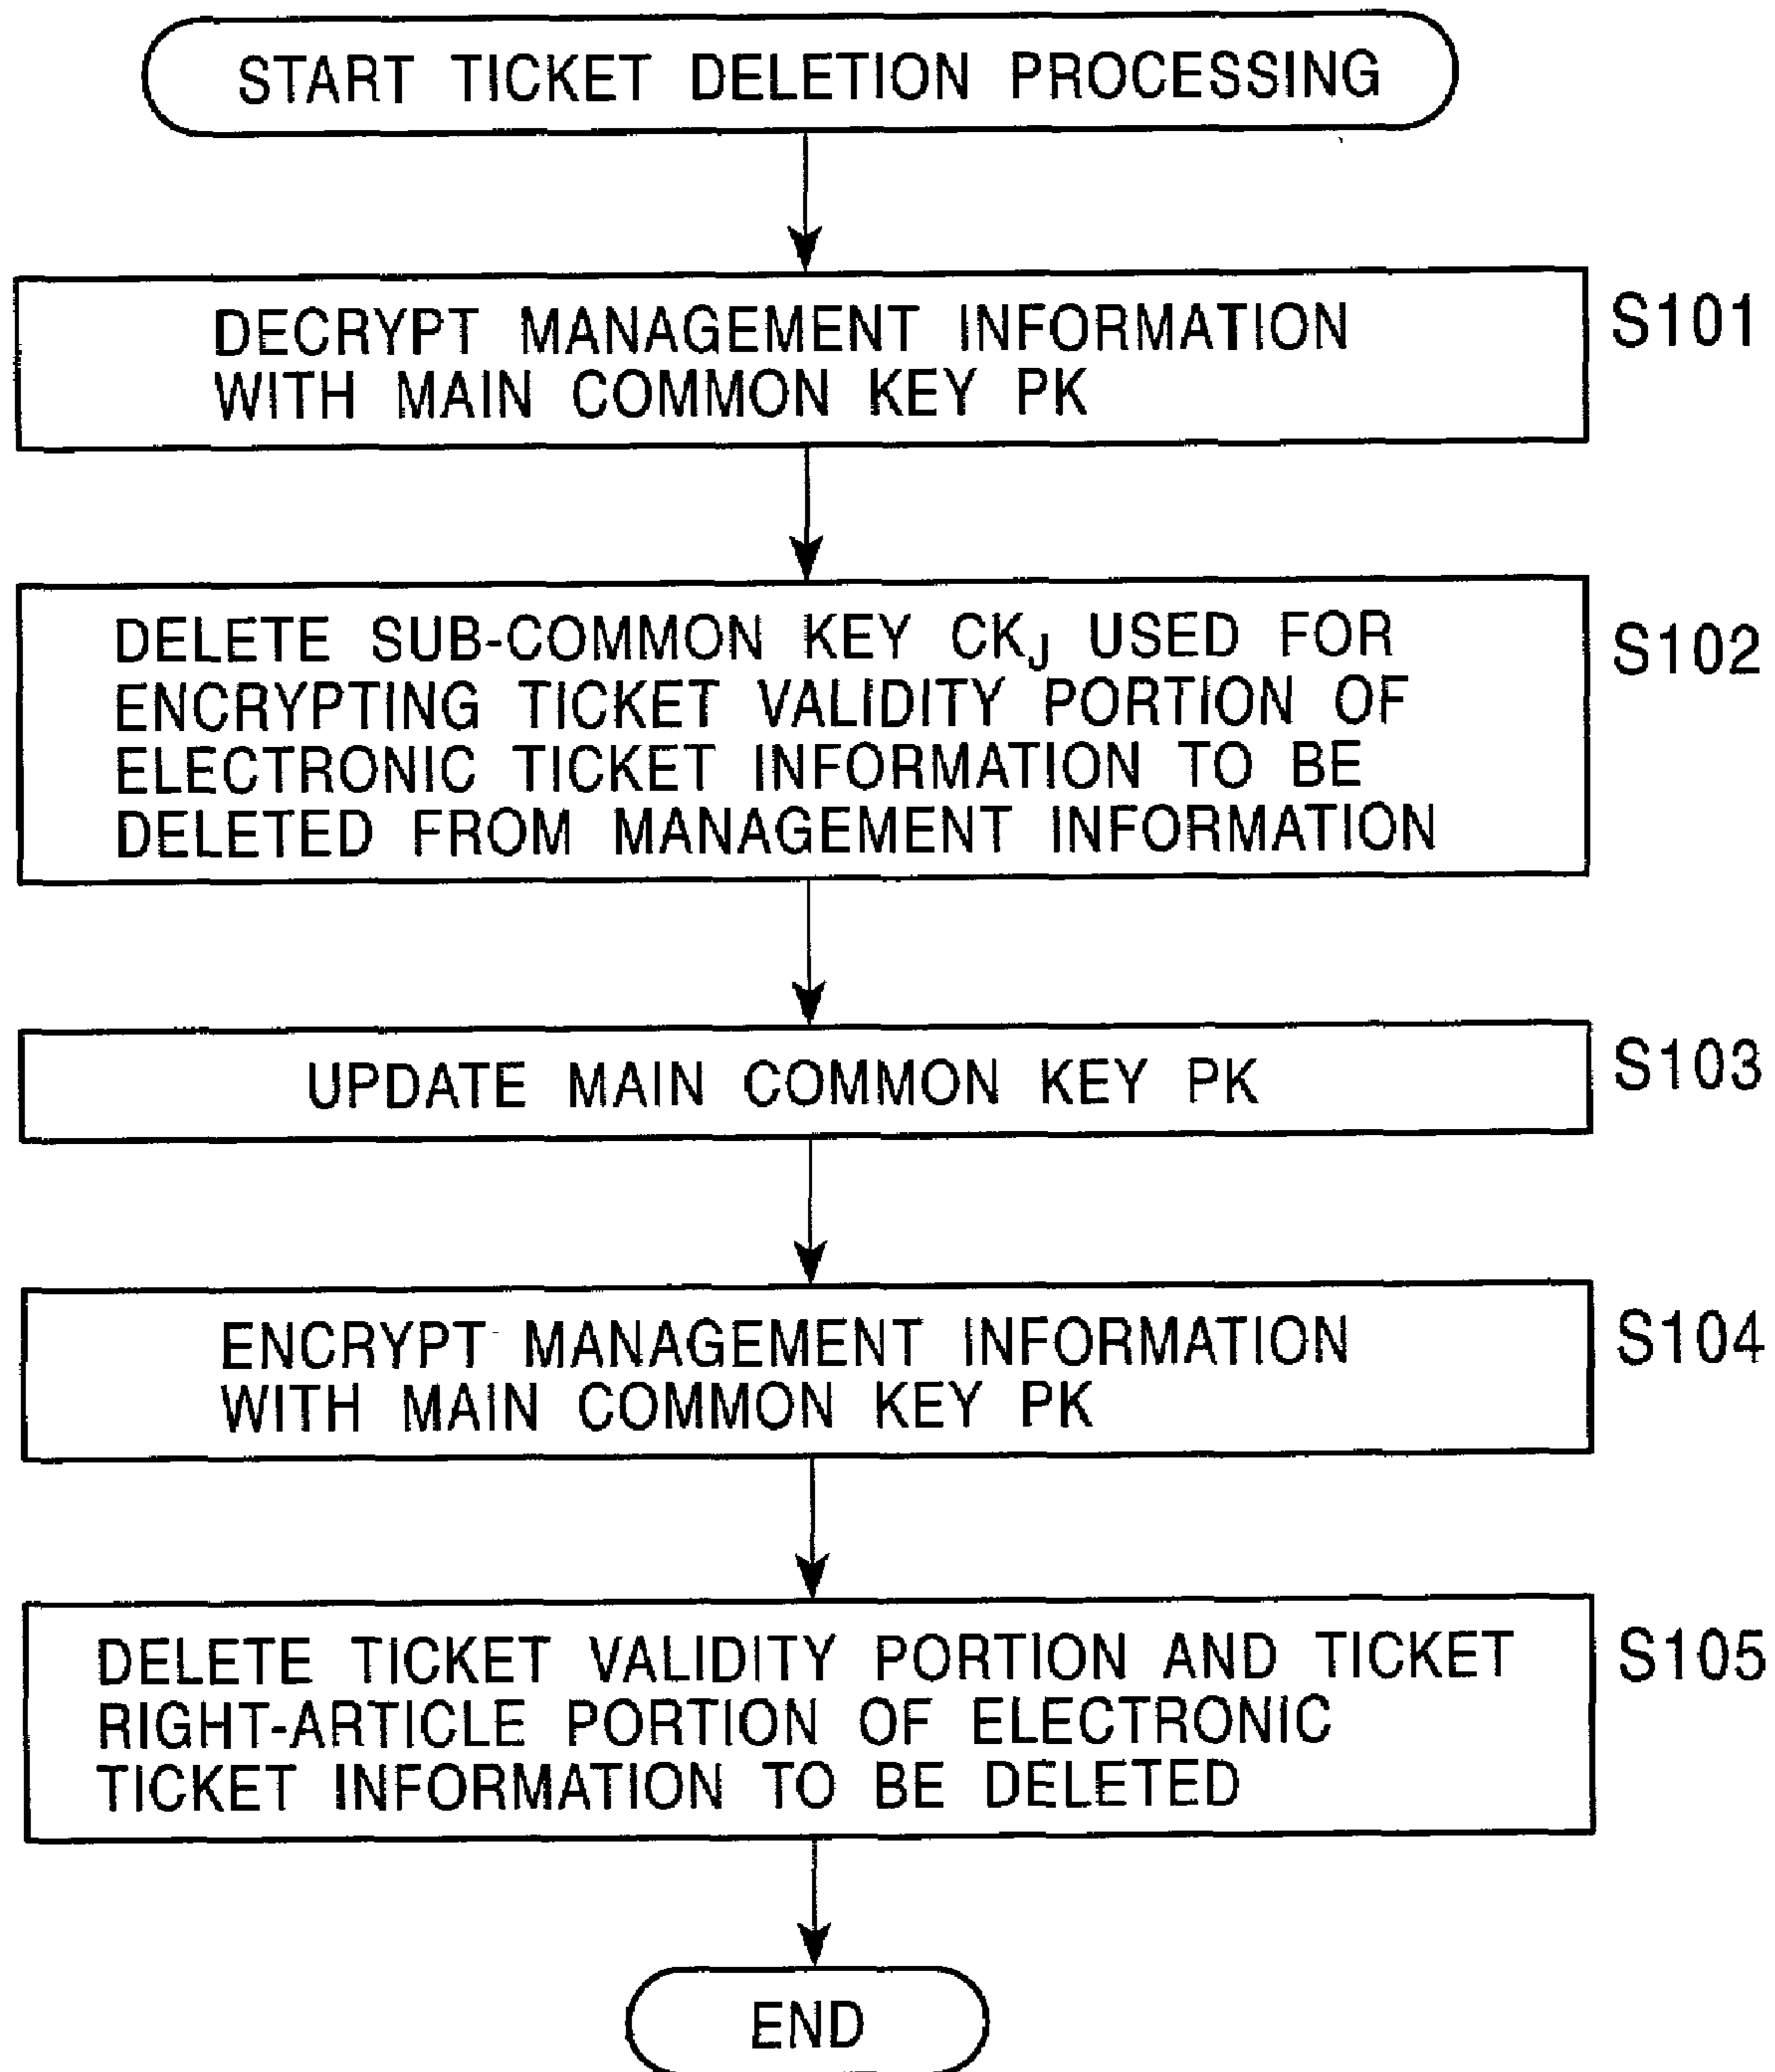 START TICKET DELETION PROCESSING
DECRYPT MANAGEMENT INFORMATION
WITH MAIN COMMON KEY PK
S101
DELETE SUB-COMMON KEY CKJ USED FOR
ENCRYPTING TICKET VALIDITY PORTION OF
ELECTRONIC TICKET INFORMATION TO BE
DELETED FROM MANAGEMENT INFORMATION
S102
UPDATE MAIN COMMON KEY PK
S103
ENCRYPT MANAGEMENT INFORMATION
WITH MAIN COMMON KEY PK
S104
DELETE TICKET VALIDITY PORTION AND TICKET
RIGHT-ARTICLE PORTION OF ELECTRONIC
TICKET INFORMATION TO BE DELETED
S105
END